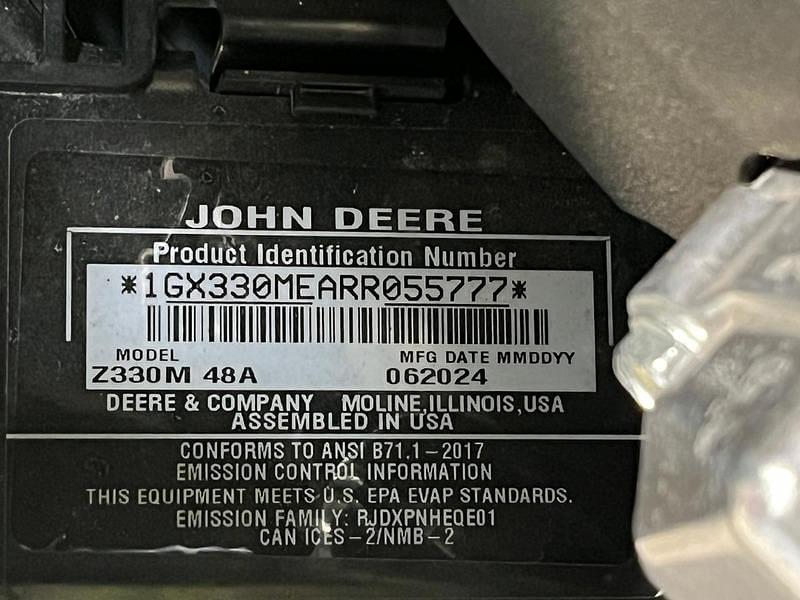 JOHN DEERE
Product Identification Number
*1GX330MEARR055777*
MODEL MFG DATE MMDDYY
Z330M 48A 062024
DEERE & COMPANY MOLINE,ILLINOIS,USA
ASSEMBLED IN USA
CONFORMS TO ANSI B71.1-2017
EMISSION CONTROL INFORMATION
THIS EQUIPMENT MEETS U.S. EPA EVAP STANDARDS.
EMISSION FAMILY: RJDXPNHEQE01
CAN ICES-2/NMB-2